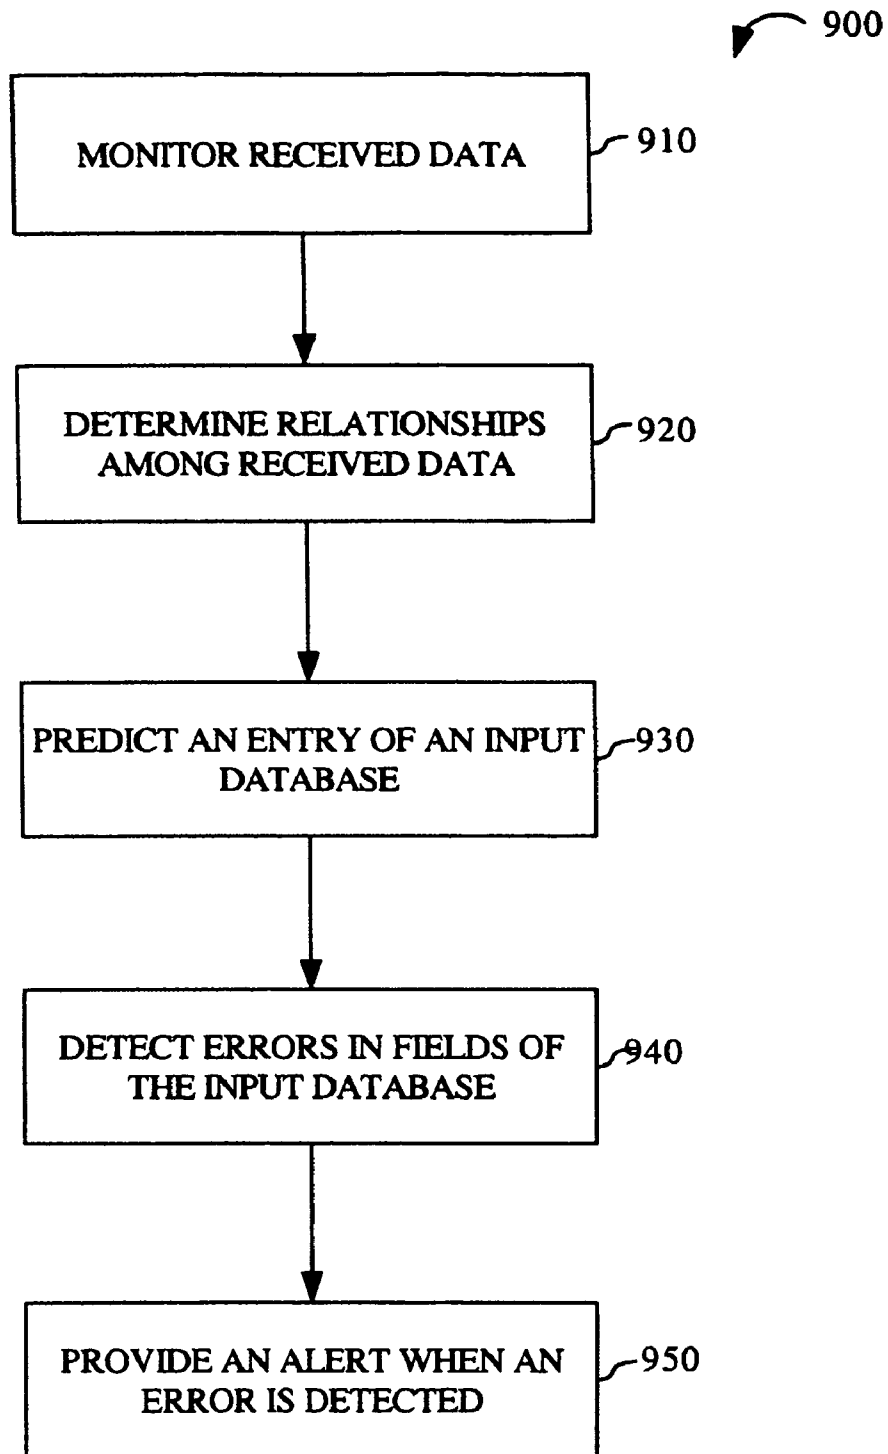 900
MONITOR RECEIVED DATA
910
DETERMINE RELATIONSHIPS
AMONG RECEIVED DATA
920
PREDICT AN ENTRY OF AN INPUT
DATABASE
930
DETECT ERRORS IN FIELDS OF
THE INPUT DATABASE
940
PROVIDE AN ALERT WHEN AN
ERROR IS DETECTED
950